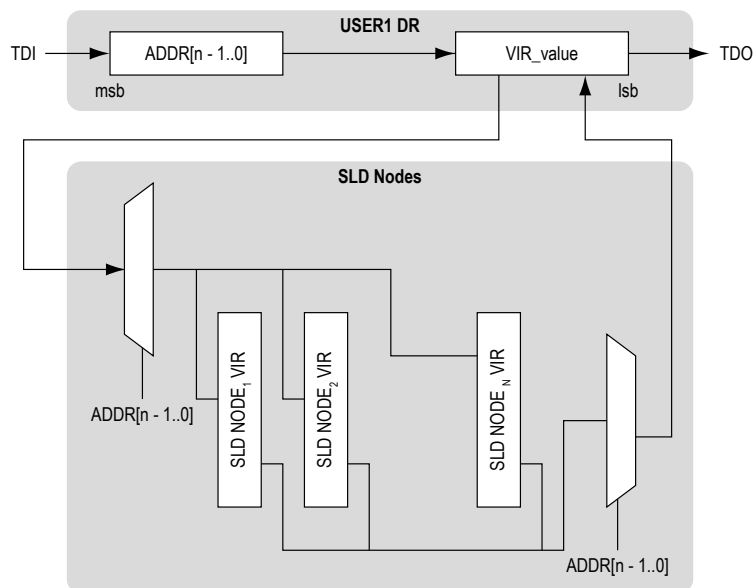 USER1 DR
TDI
ADDR[n - 1..0]
VIR_value
TDO
msb
lsb
SLD Nodes
SLD NODE1 VIR
SLD NODE2 VIR
SLD NODE N VIR
ADDR[n - 1..0]
ADDR[n - 1..0]